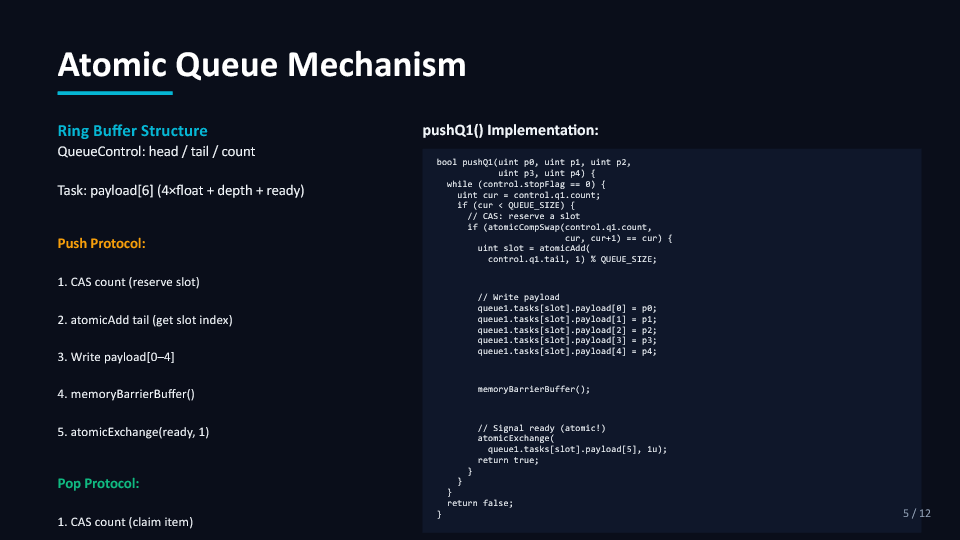 Atomic Queue Mechanism
Ring Buffer Structure
QueueControl: head / tail / count
Task: payload[6] (4×float + depth + ready)
Push Protocol:
1. CAS count (reserve slot)
2. atomicAdd tail (get slot index)
3. Write payload[0–4]
4. memoryBarrierBuffer()
5. atomicExchange(ready, 1)
Pop Protocol:
1. CAS count (claim item)
pushQ1() Implementation:
bool pushQ1(uint p0, uint p1, uint p2,
            uint p3, uint p4) {
  while (control.stopFlag == 0) {
    uint cur = control.q1.count;
    if (cur < QUEUE_SIZE) {
      // CAS: reserve a slot
      if (atomicCompSwap(control.q1.count,
                         cur, cur+1) == cur) {
        uint slot = atomicAdd(
          control.q1.tail, 1) % QUEUE_SIZE;
        // Write payload
        queue1.tasks[slot].payload[0] = p0;
        queue1.tasks[slot].payload[1] = p1;
        queue1.tasks[slot].payload[2] = p2;
        queue1.tasks[slot].payload[3] = p3;
        queue1.tasks[slot].payload[4] = p4;
        memoryBarrierBuffer();
        // Signal ready (atomic!)
        atomicExchange(
          queue1.tasks[slot].payload[5], 1u);
        return true;
      }
    }
  }
  return false;
}
5 / 12